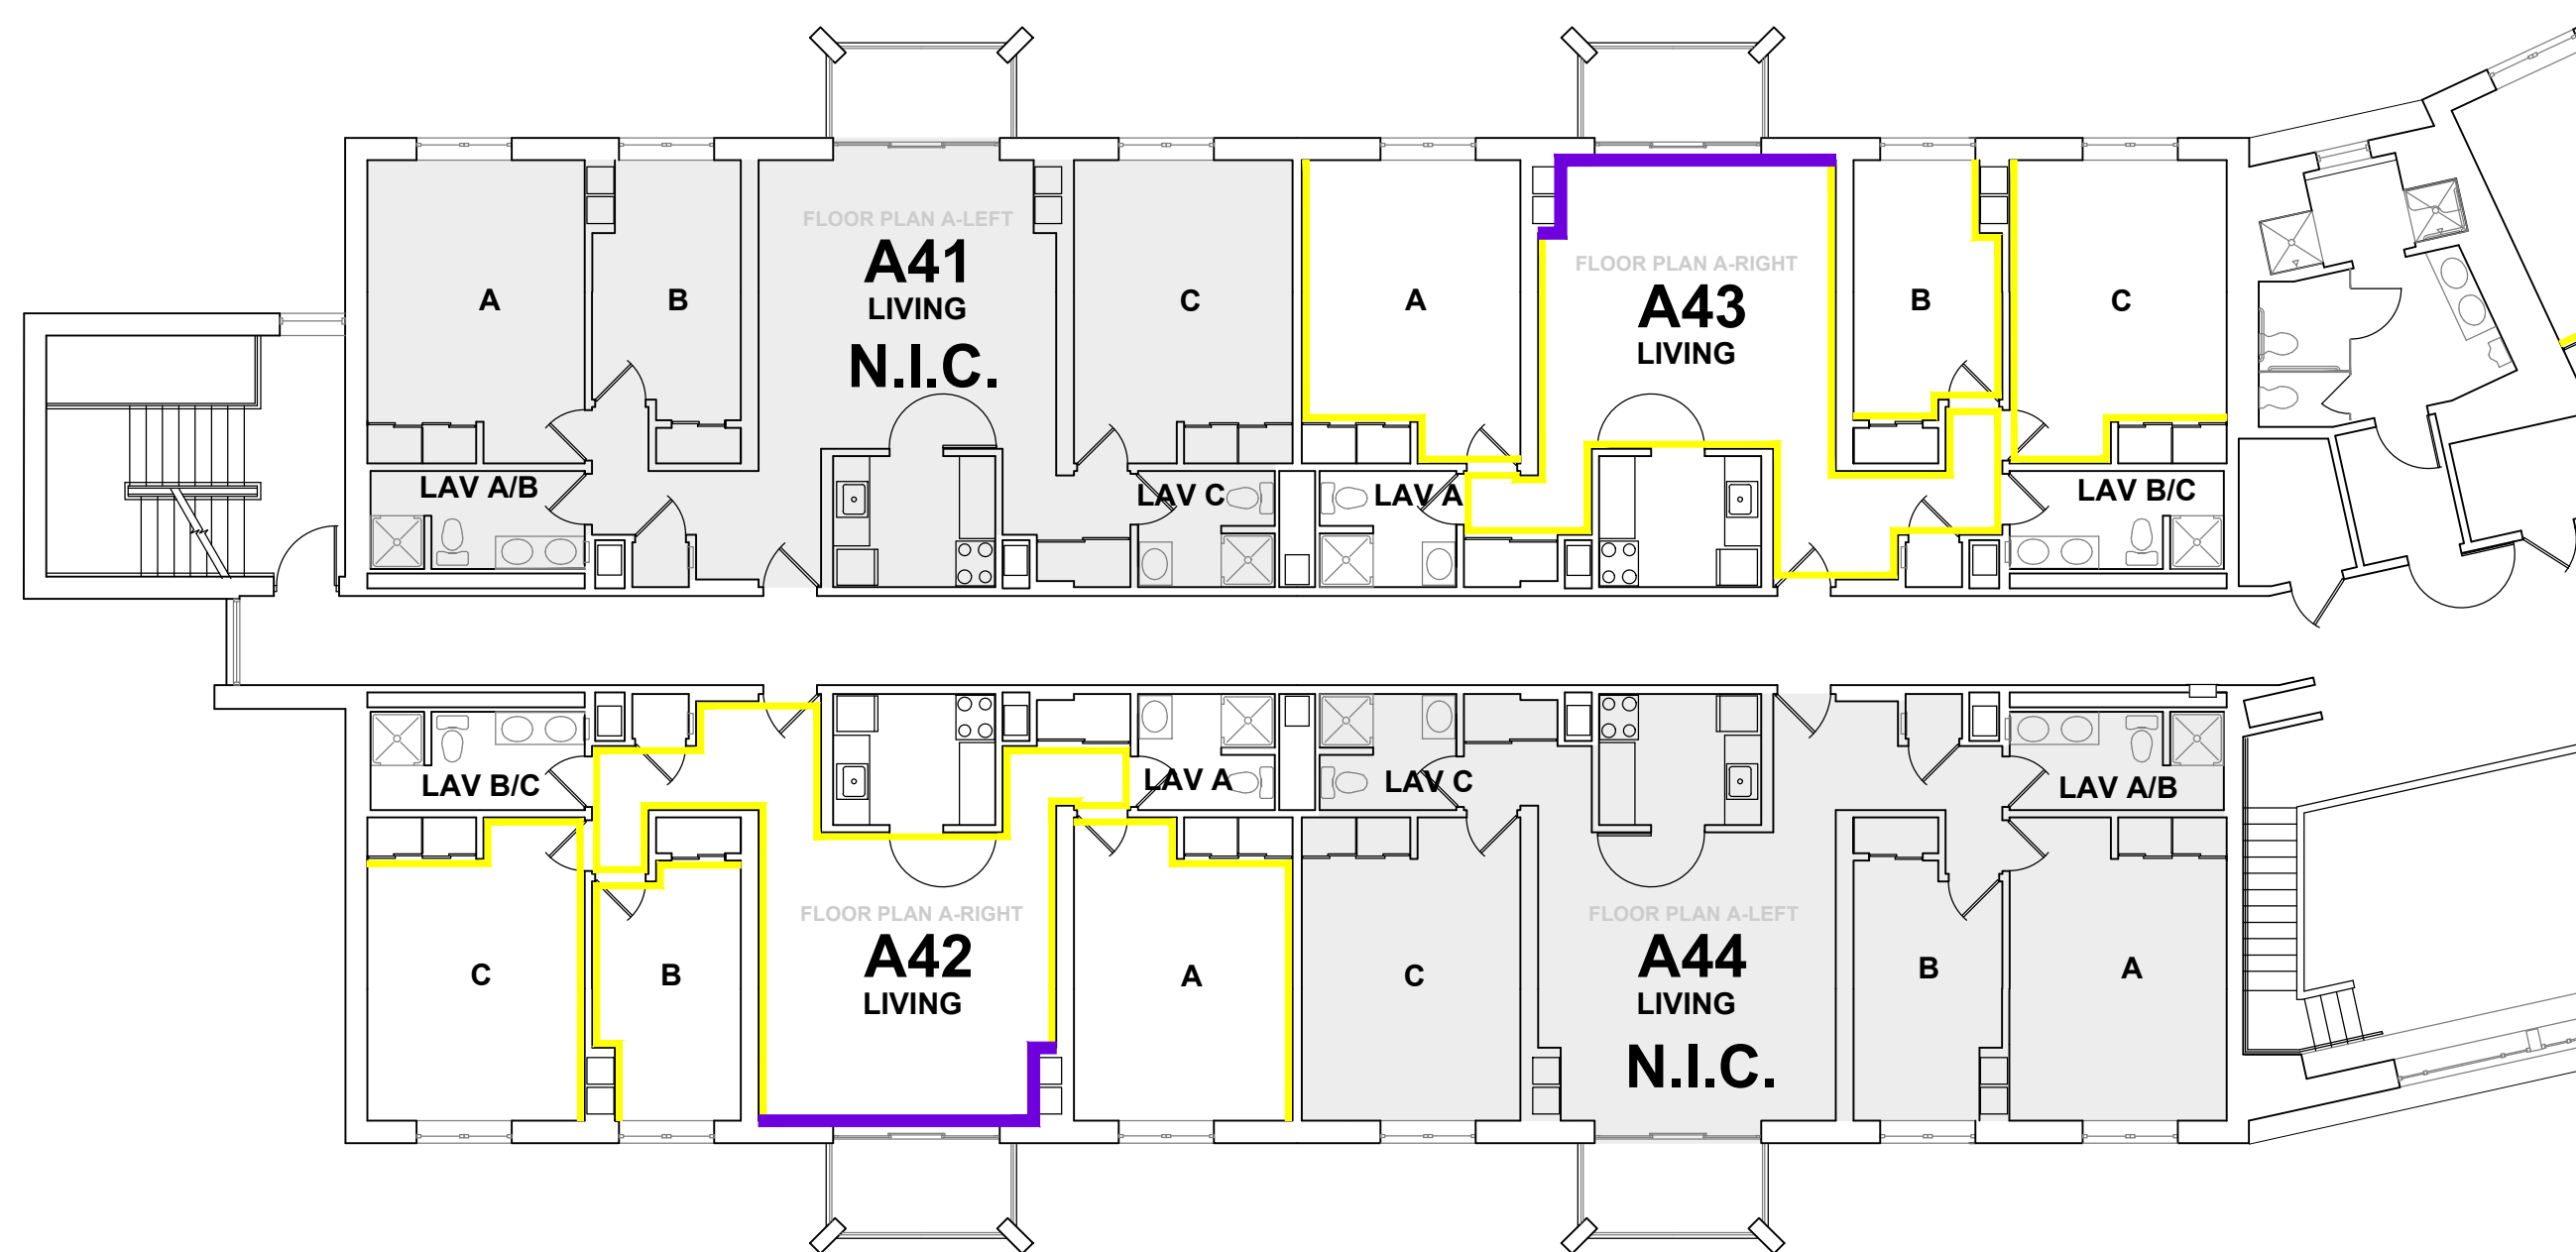 FLOOR PLAN A-LEFT
A41
LIVING
N.I.C.
A
B
C
LAV A/B
LAV C
FLOOR PLAN A-RIGHT
A43
LIVING
A
B
C
LAV A
LAV B/C
LAV B/C
LAV A
FLOOR PLAN A-RIGHT
A42
LIVING
C
B
A
LAV C
LAV A/B
FLOOR PLAN A-LEFT
A44
LIVING
N.I.C.
C
B
A